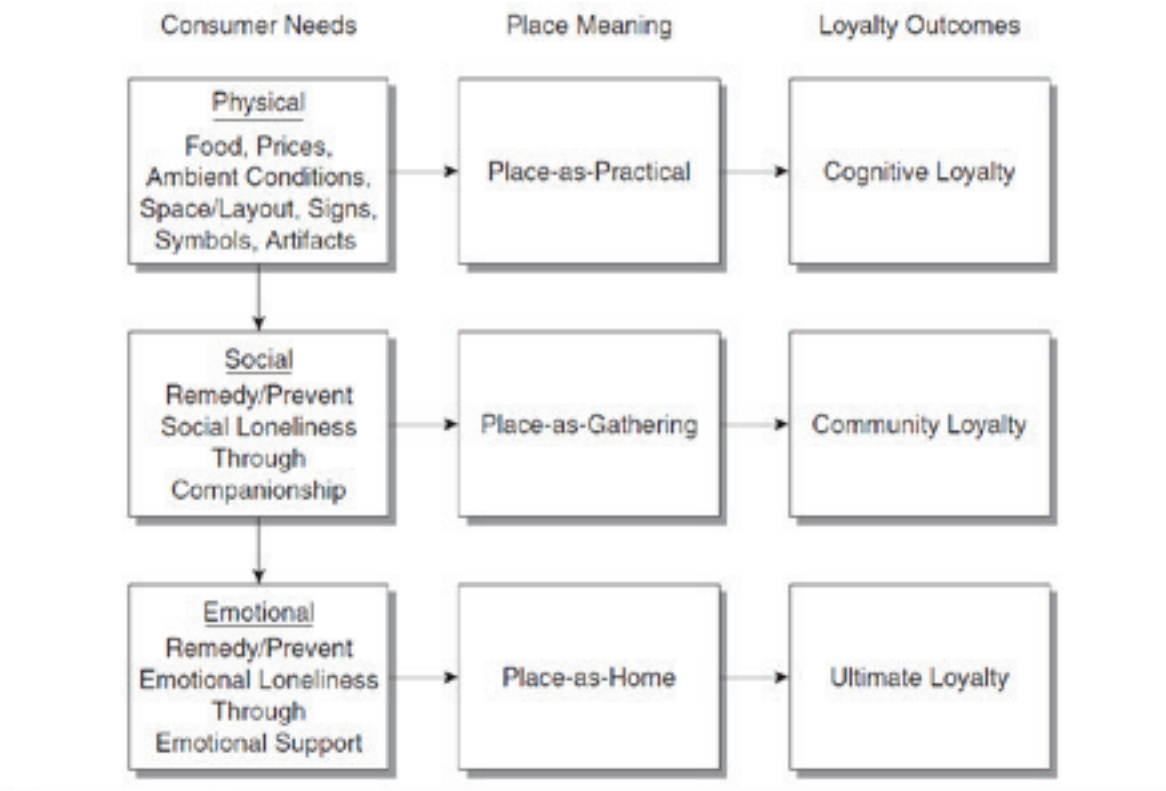 Consumer Needs
Place Meaning
Loyalty Outcomes
Physical
Food, Prices,
Ambient Conditions,
Space/Layout, Signs,
Symbols, Artifacts
Place-as-Practical
Cognitive Loyalty
Social
Remedy/Prevent
Social Loneliness
Through
Companionship
Place-as-Gathering
Community Loyalty
Emotional
Remedy/Prevent
Emotional Loneliness
Through
Emotional Support
Place-as-Home
Ultimate Loyalty